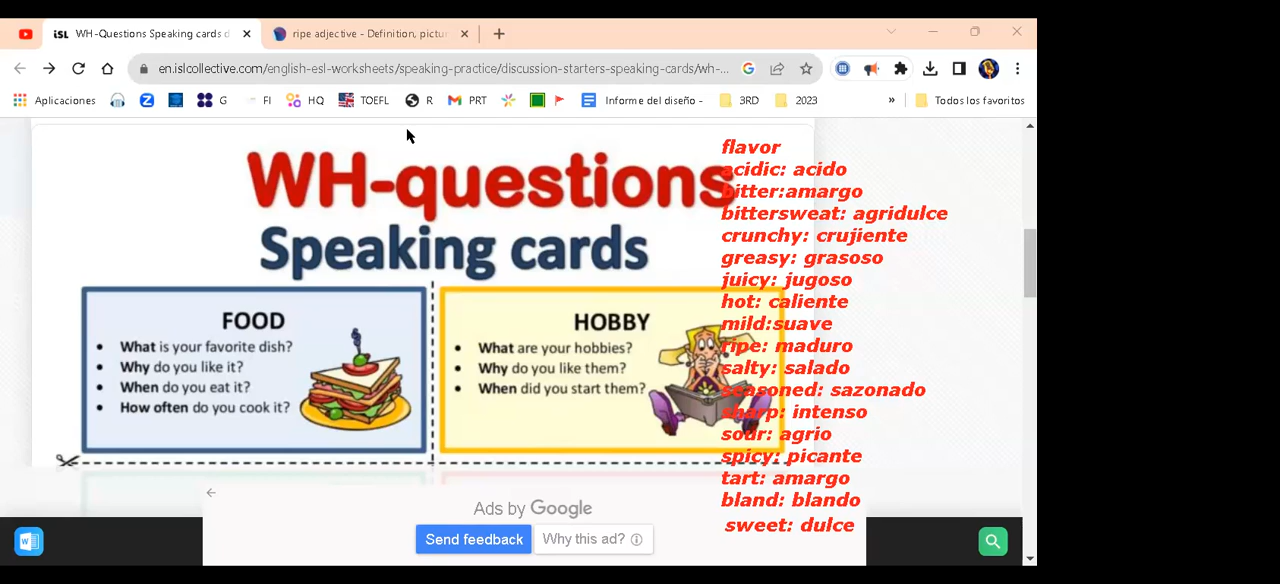 WH-Questions Speaking cards d
ripe adjective - Definition, pictu
en.islcollective.com/english-esl-worksheets/speaking-practice/discussion-starters-speaking-cards/wh-...
Aplicaciones
G
FI
HQ
TOEFL
R
PRT
Informe del diseño -
3RD
2023
»
Todos los favoritos
WH-questions
Speaking cards
FOOD
• What is your favorite dish?
• Why do you like it?
• When do you eat it?
• How often do you cook it?
HOBBY
• What are your hobbies?
• Why do you like them?
• When did you start them?
flavor
acidic: acido
bitter:amargo
bittersweat: agridulce
crunchy: crujiente
greasy: grasoso
juicy: jugoso
hot: caliente
mild:suave
ripe: maduro
salty: salado
seasoned: sazonado
sharp: intenso
sour: agrio
spicy: picante
tart: amargo
bland: blando
sweet: dulce
Ads by Google
Send feedback
Why this ad?